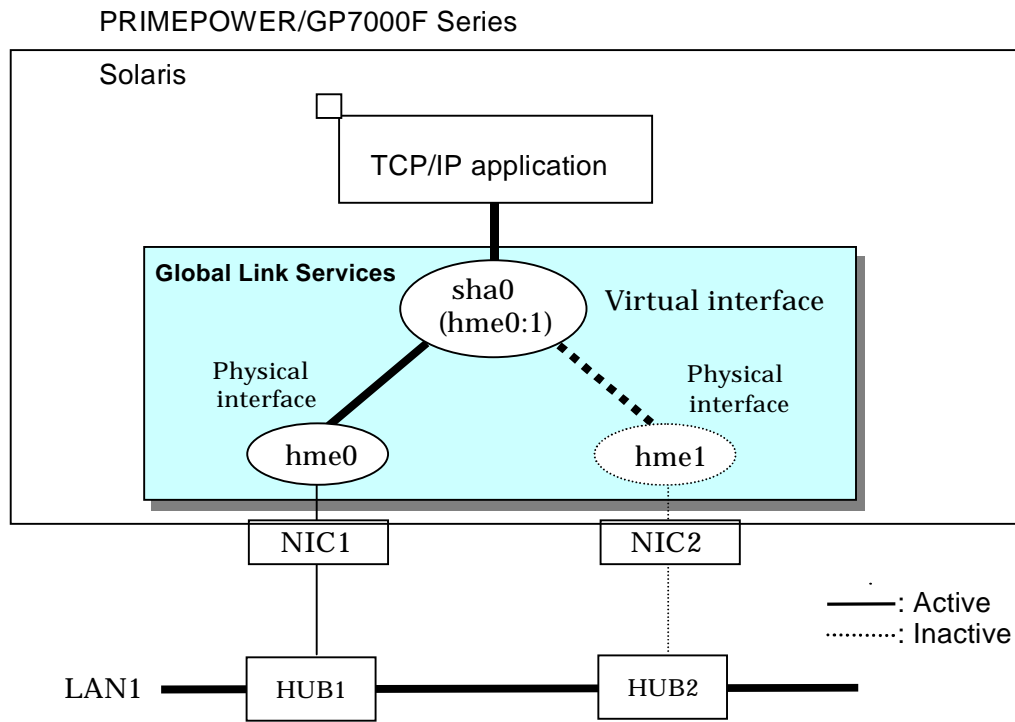 PRIMEPOWER/GP7000F Series
Solaris
TCP/IP application
Global Link Services
sha0
(hme0:1)
Virtual interface
Physical
interface
Physical
interface
hme0
hme1
NIC1
NIC2
: Active
: Inactive
LAN1
HUB1
HUB2